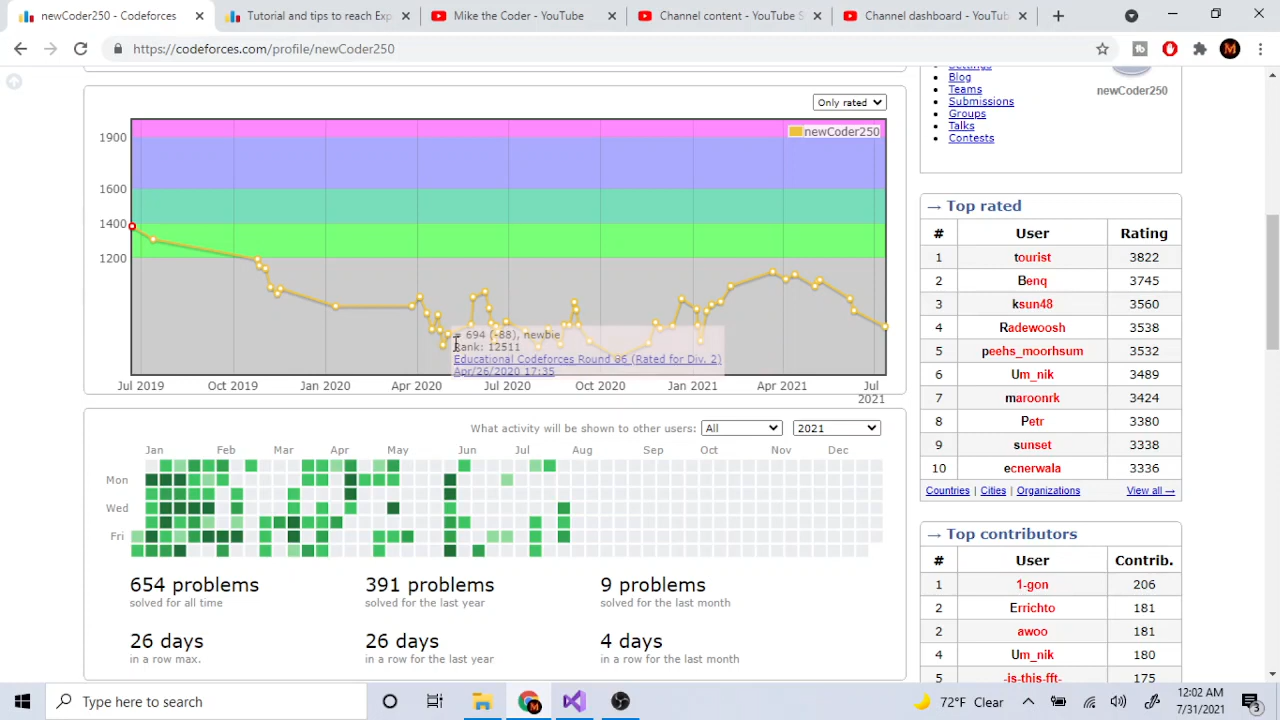 newCoder250 - Codeforces
Tutorial and tips to reach Exp
Mike the Coder - YouTube
Channel content - YouTube S
Channel dashboard - YouTub
https://codeforces.com/profile/newCoder250
M
Settings
Blog
Teams
Submissions
Groups
Talks
Contests
newCoder250
Only rated
newCoder250
1900
1600
1400
1200
= 694 (-88), newbie
Rank: 12511
Educational Codeforces Round 86 (Rated for Div. 2)
Apr/26/2020 17:35
Jul 2019 Oct 2019 Jan 2020 Apr 2020 Jul 2020 Oct 2020 Jan 2021 Apr 2021 Jul 2021
→ Top rated
# User Rating
1 tourist 3822
2 Benq 3745
3 ksun48 3560
4 Radewoosh 3538
5 peehs_moorhsum 3532
6 Um_nik 3489
7 maroonrk 3424
8 Petr 3380
9 sunset 3338
10 ecnerwala 3336
Countries | Cities | Organizations View all →
What activity will be shown to other users: All 2021
Jan Feb Mar Apr May Jun Jul Aug Sep Oct Nov Dec
Mon
Wed
Fri
654 problems 391 problems 9 problems
solved for all time solved for the last year solved for the last month
26 days 26 days 4 days
in a row max. in a row for the last year in a row for the last month
→ Top contributors
# User Contrib.
1 1-gon 206
2 Errichto 181
2 awoo 181
4 Um_nik 180
5 -is-this-fft- 175
Type here to search
72°F Clear
12:02 AM
7/31/2021
3